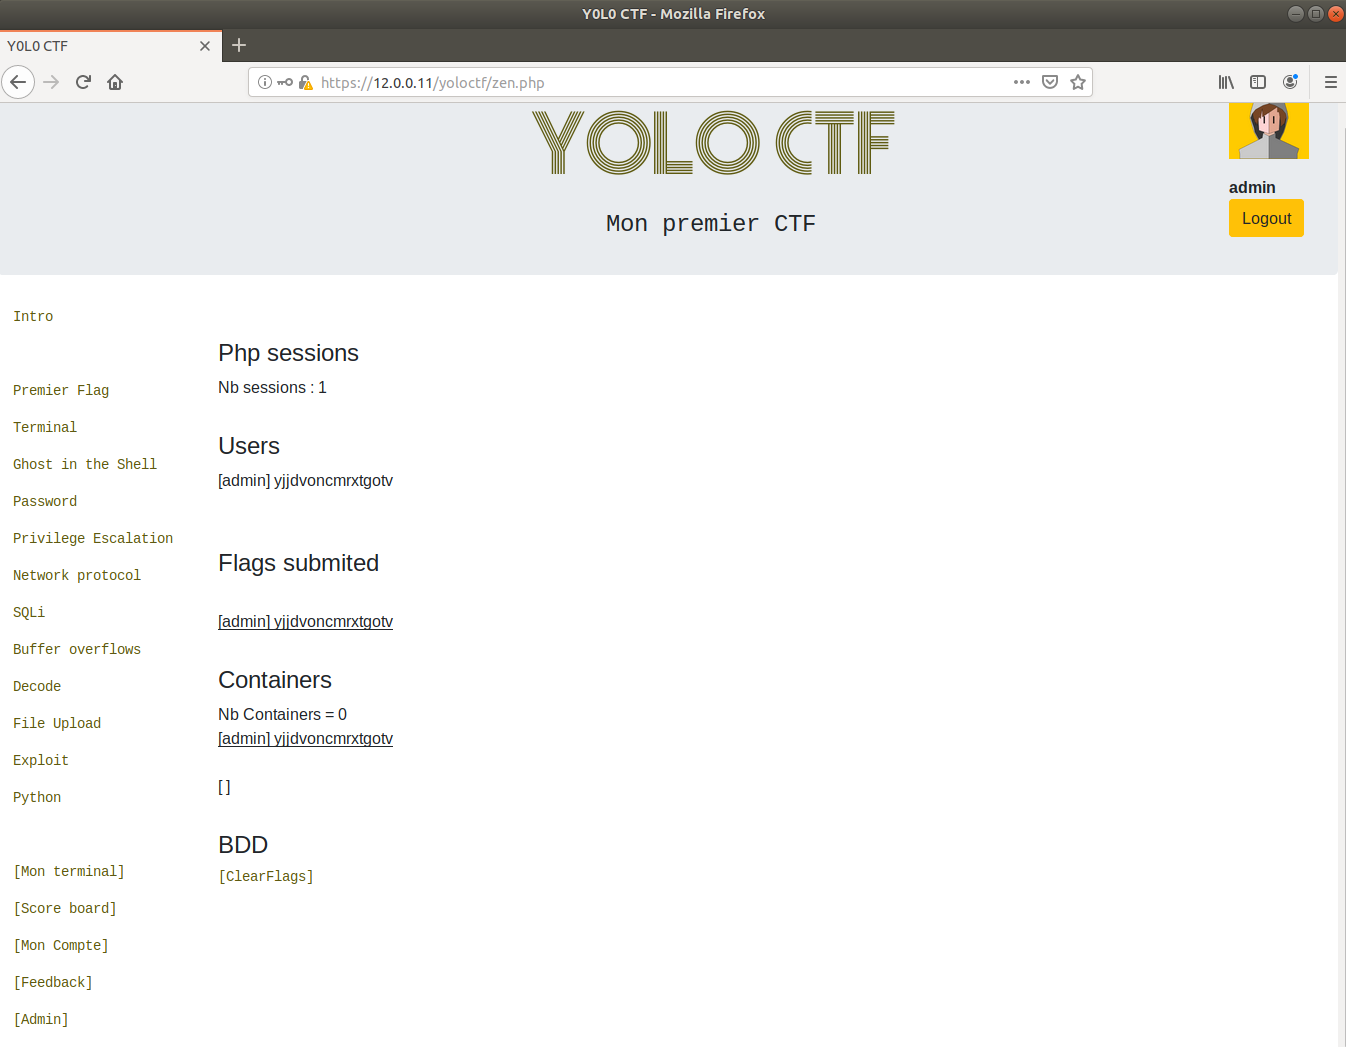 Y0L0 CTF - Mozilla Firefox
Y0L0 CTF
https://12.0.0.11/yoloctf/zen.php
YOLO CTF
Mon premier CTF
admin
Logout
Intro
Premier Flag
Terminal
Ghost in the Shell
Password
Privilege Escalation
Network protocol
SQLi
Buffer overflows
Decode
File Upload
Exploit
Python
[Mon terminal]
[Score board]
[Mon Compte]
[Feedback]
[Admin]
Php sessions
Nb sessions : 1
Users
[admin] yjjdvoncmrxtgotv
Flags submited
[admin] yjjdvoncmrxtgotv
Containers
Nb Containers = 0
[admin] yjjdvoncmrxtgotv
[ ]
BDD
[ClearFlags]